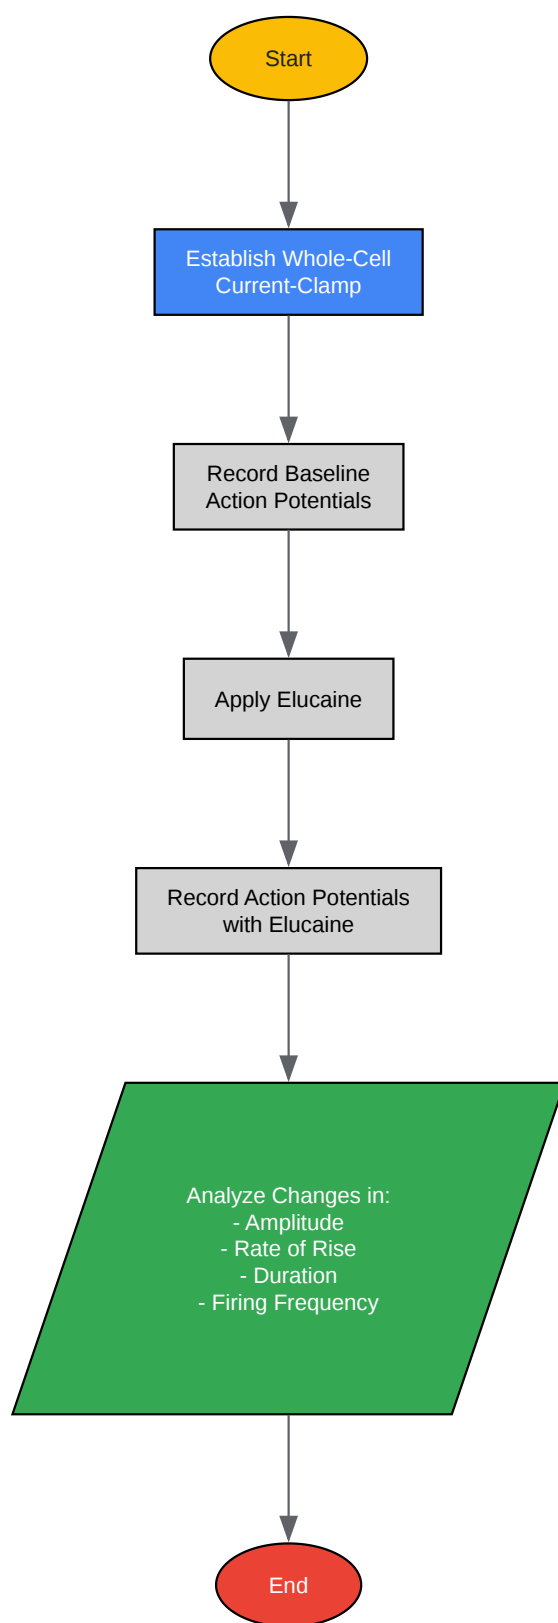 Start
Establish Whole-Cell
Current-Clamp
Record Baseline
Action Potentials
Apply Elucaine
Record Action Potentials
with Elucaine
Analyze Changes in:
- Amplitude
- Rate of Rise
- Duration
- Firing Frequency
End